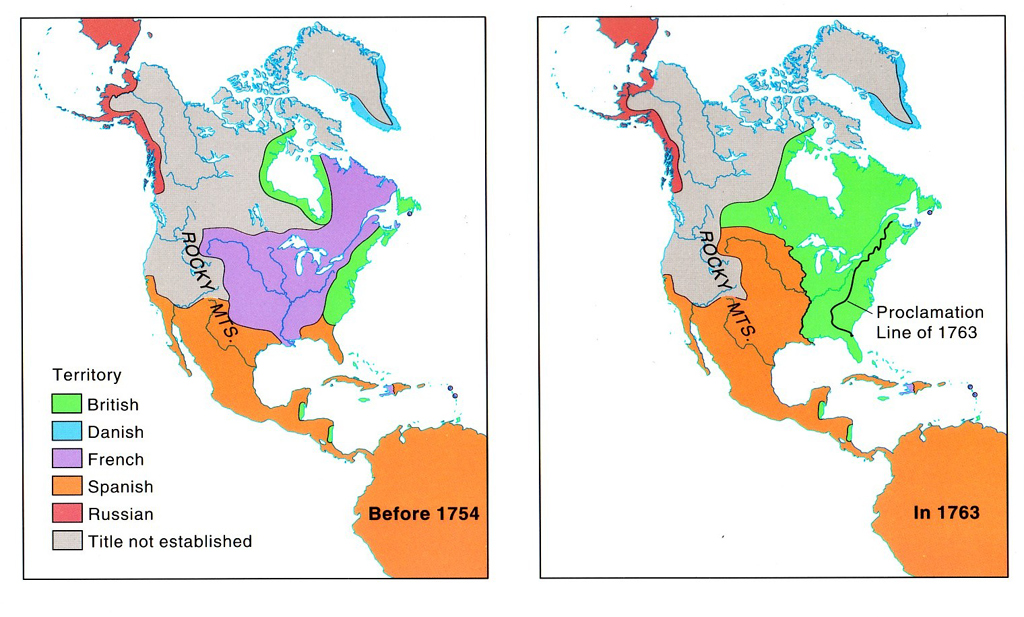 ROCKY
MTS.
Territory
British
Danish
French
Spanish
Russian
Title not established
Before 1754
ROCKY
MTS.
Proclamation
Line of 1763
In 1763